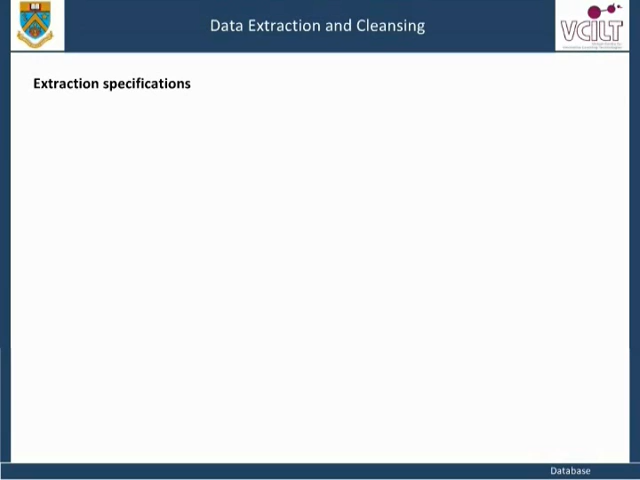 Data Extraction and Cleansing
VCILT
Extraction specifications
Database